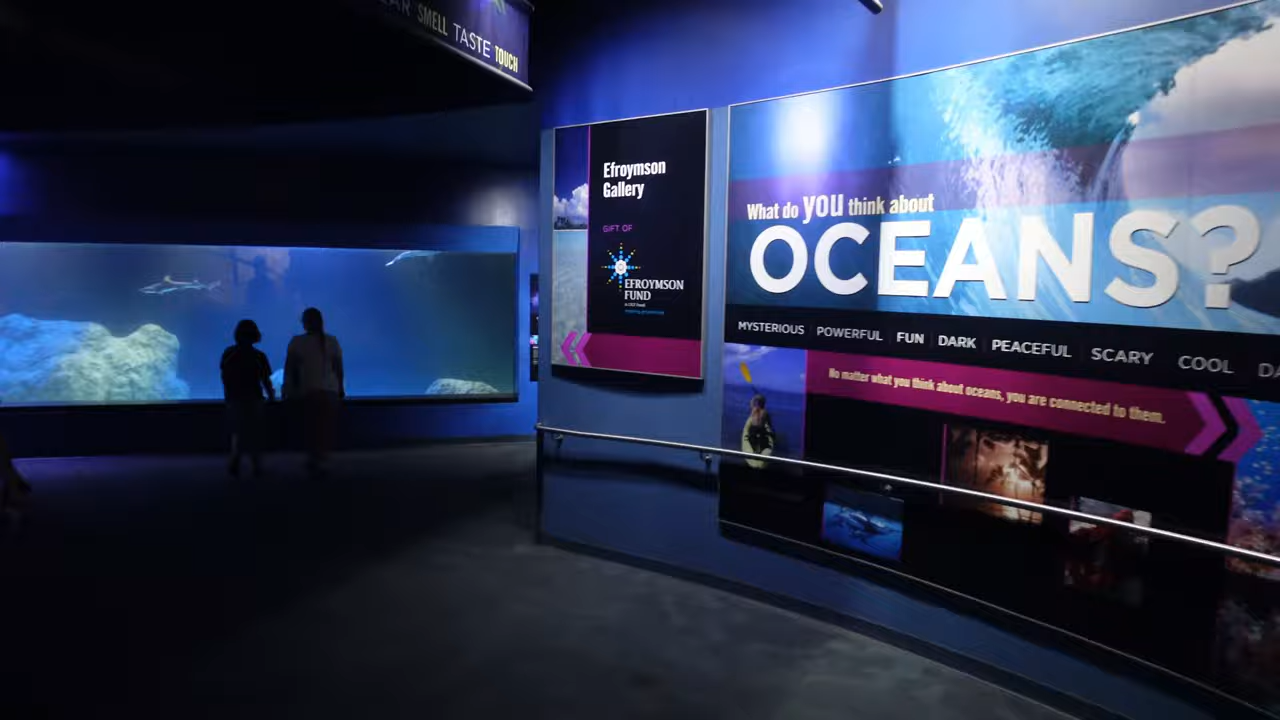 SMELL TASTE TOUCH
Efroymson
Gallery
GIFT OF
EFROYMSON
FUND
What do you think about
OCEANS?
MYSTERIOUS POWERFUL FUN DARK PEACEFUL SCARY COOL
No matter what you think about oceans, you are connected to them.